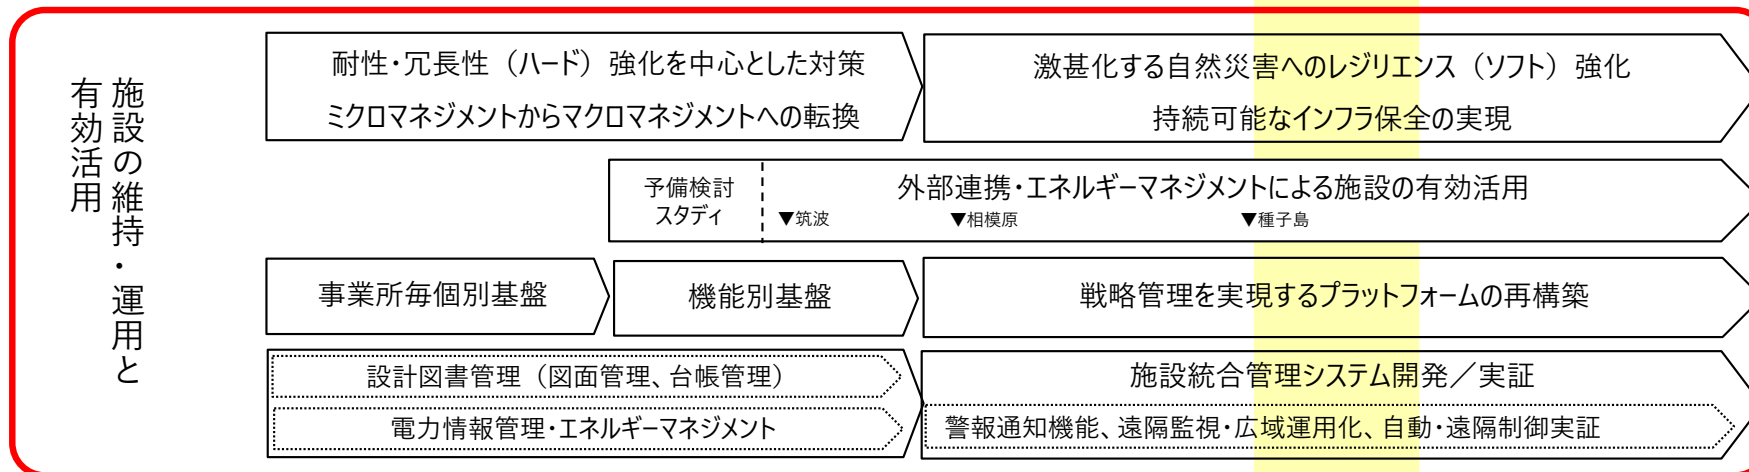 施設の維持・運用と
有効活用
耐性・冗長性（ハード）強化を中心とした対策
ミクロマネジメントからマクロマネジメントへの転換
激甚化する自然災害へのレジリエンス（ソフト）強化
持続可能なインフラ保全の実現
予備検討
スタディ
外部連携・エネルギーマネジメントによる施設の有効活用
▼筑波
▼相模原
▼種子島
事業所毎個別基盤
機能別基盤
戦略管理を実現するプラットフォームの再構築
設計図書管理（図面管理、台帳管理）
電力情報管理・エネルギーマネジメント
施設統合管理システム開発／実証
警報通知機能、遠隔監視・広域運用化、自動・遠隔制御実証